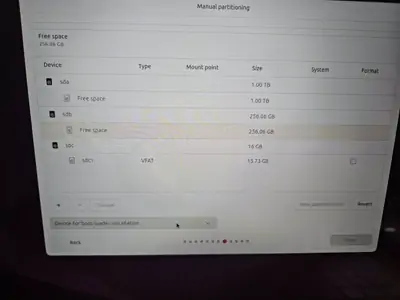 Manual partitioning
Free space
256.06 GB
Device Type Mount point Size System Format
sda 1.00 TB
Free space 1.00 TB
sdb 256.06 GB
Free space 256.06 GB
sdc 16 GB
sdc1 vfat 15.73 GB
+ - Change
Revert
Device for boot loader installation
Back